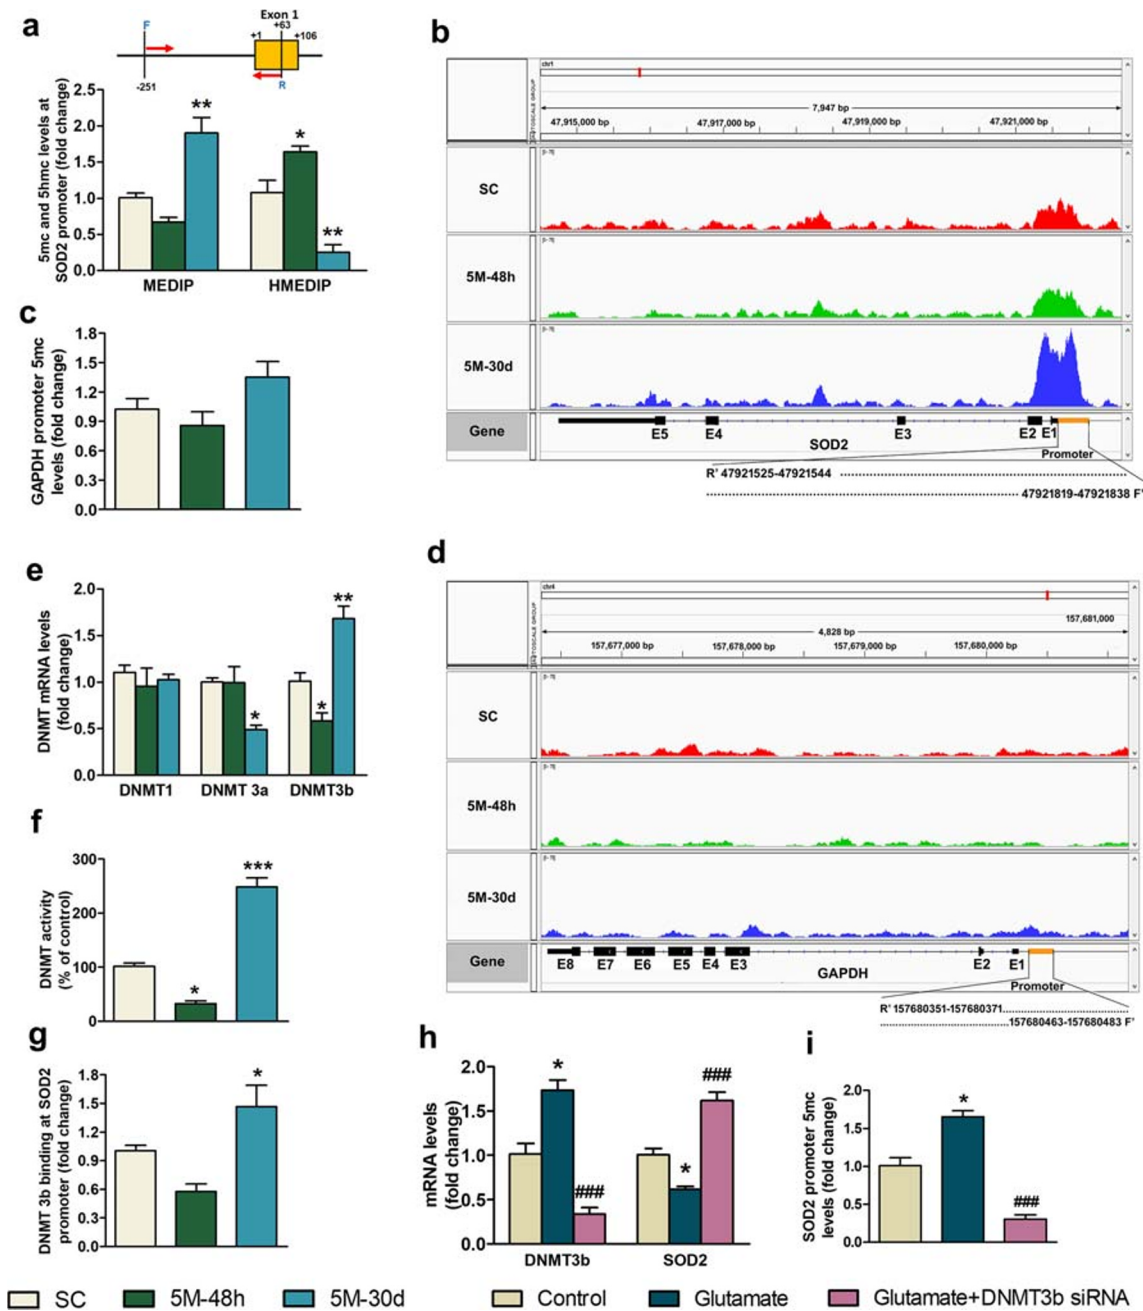 a
Exon 1
F
+63
+1
+106
-251
R
5mc and 5hmc levels at
SOD2 promoter (fold change)
2.5
2.0
1.5
1.0
0.5
0.0
**
*
**
MEDIP
HMEDIP
b
chr1
7,947 bp
47,915,000 bp
47,917,000 bp
47,919,000 bp
47,921,000 bp
SC
5M-48h
5M-30d
Gene
E5
E4
E3
E2
E1
SOD2
Promoter
R' 47921525-47921544
47921819-47921838 F'
c
GAPDH promoter 5mc
levels (fold change)
1.8
1.5
1.2
0.9
0.6
0.3
0.0
d
chr4
157,681,000
4,828 bp
157,677,000 bp
157,678,000 bp
157,679,000 bp
157,680,000 bp
SC
5M-48h
5M-30d
Gene
E8
E7
E6
E5
E4
E3
E2
E1
GAPDH
Promoter
R' 157680351-157680371
157680463-157680483 F'
e
DNMT mRNA levels
(fold change)
2.0
1.5
1.0
0.5
0.0
*
*
**
DNMT1
DNMT 3a
DNMT3b
f
DNMT activity
(% of control)
300
200
100
0
*
***
g
DNMT 3b binding at SOD2
promoter (fold change)
1.8
1.5
1.2
0.9
0.6
0.3
0.0
*
h
mRNA levels
(fold change)
2.0
1.5
1.0
0.5
0.0
*
###
*
###
DNMT3b
SOD2
i
SOD2 promoter 5mc
levels (fold change)
2.0
1.5
1.0
0.5
0.0
*
###
SC
5M-48h
5M-30d
Control
Glutamate
Glutamate+DNMT3b siRNA